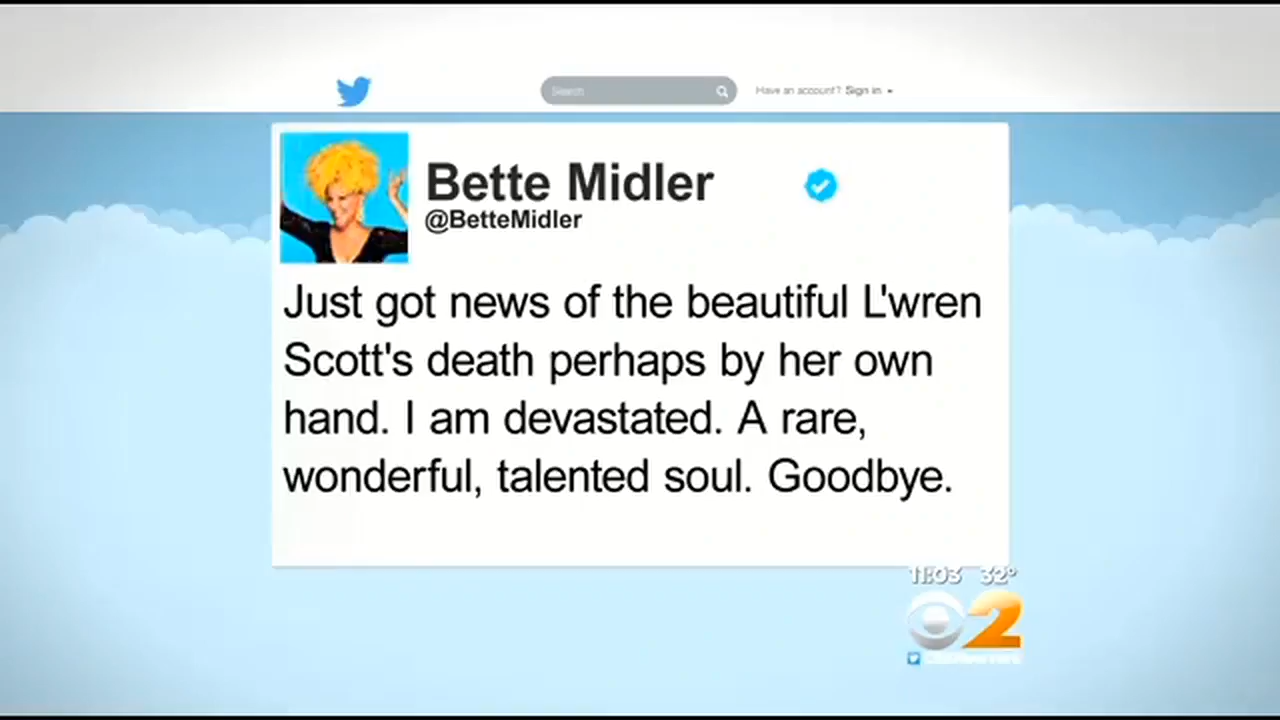 Search
Have an account? Sign in
Bette Midler
@BetteMidler
Just got news of the beautiful L'wren
Scott's death perhaps by her own
hand. I am devastated. A rare,
wonderful, talented soul. Goodbye.
11:03 32°
2